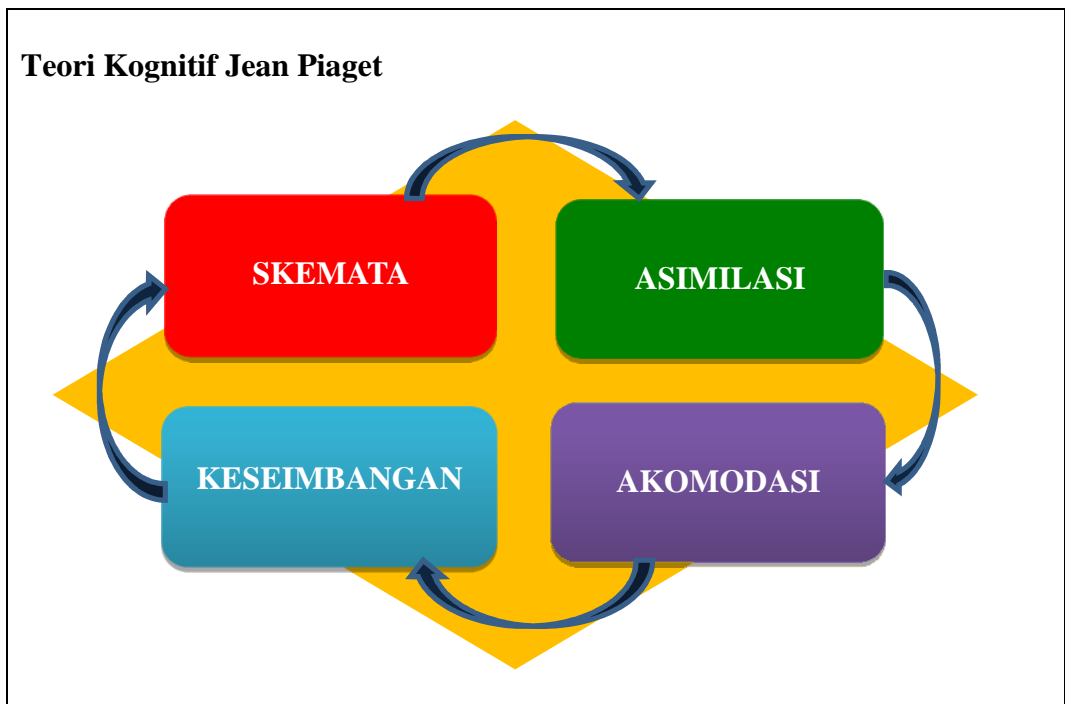 Teori Kognitif Jean Piaget
SKEMATA
ASIMILASI
KESEIMBANGAN
AKOMODASI